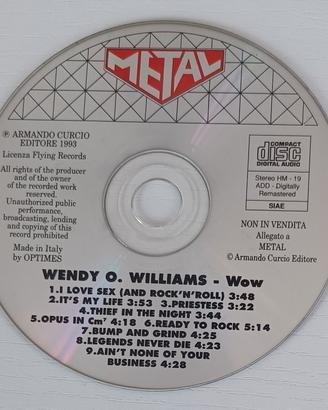 METAL
℗ ARMANDO CURCIO
EDITORE 1993
Licenza Flying Records
All rights of the producer
and of the owner
of the recorded work
reserved.
Unauthorized public
performance,
broadcasting, lending
and copying of this
record prohibited
Made in Italy
by OPTIMES
COMPACT
disc
DIGITAL AUDIO
Stereo HM - 19
ADD - Digitally
Remastered
SIAE
NON IN VENDITA
Allegato a
METAL
© Armando Curcio Editore
WENDY O. WILLIAMS - Wow
1.I LOVE SEX (AND ROCK'N'ROLL) 3:48
2.IT'S MY LIFE 3:53 3.PRIESTESS 3:22
4.THIEF IN THE NIGHT 3:44
5.OPUS IN Cm' 4:18 6.READY TO ROCK 5:14
7.BUMP AND GRIND 4:25
8.LEGENDS NEVER DIE 4:23
9.AIN'T NONE OF YOUR
BUSINESS 4:28